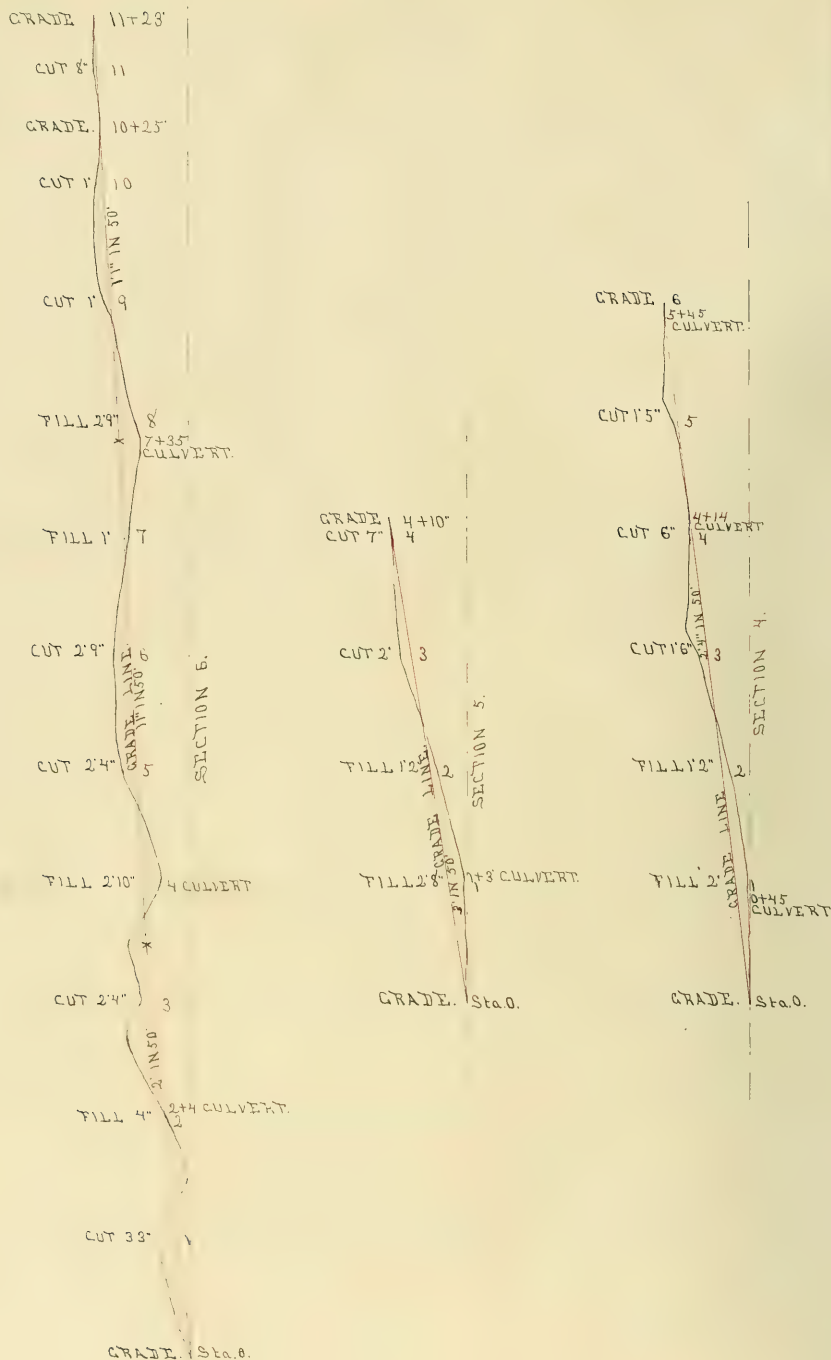 GRADE 11+23'
CUT 8" 11
GRADE. 10+25'
CUT 1' 10
1'1" IN 50'
CUT 1' 9
FILL 2'9" 8
* 7+35'
CULVERT.
FILL 1' 7
CUT 2'9" 6
GRADE LINE.
11" IN 50'
CUT 2'4" 5
SECTION 6.
FILL 2'10" 4 CULVERT
*
CUT 2'4" 3
2' IN 50'
2+4 CULVERT.
FILL 4" 2
CUT 33"
GRADE. Sta.0.
GRADE 4+10"
CUT 7" 4
CUT 2' 3
SECTION 5.
FILL 1'2" 2
GRADE LINE.
3' IN 50'
FILL 2'8" 1+3' CULVERT.
GRADE. Sta.0.
GRADE 6
5+45
CULVERT.
CUT 1'5" 5
4+14
CULVERT
CUT 6" 4
IN 50'
CUT 1'6" 3
SECTION 4.
FILL 1'2" 2
GRADE LINE
FILL 2' 1
0+45
CULVERT
GRADE. Sta.0.